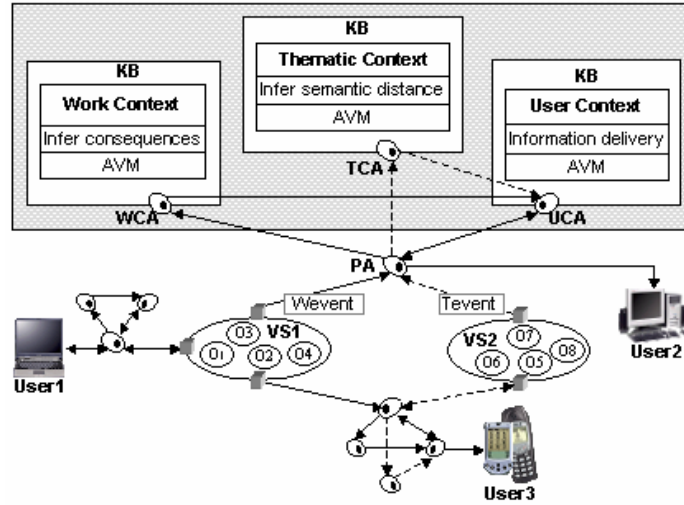 KB
Thematic Context
Infer semantic distance
AVM
KB
Work Context
Infer consequences
AVM
KB
User Context
Information delivery
AVM
TCA
WCA
UCA
PA
Wevent
Tevent
User1
O3
VS1
O1
O2
O4
VS2
O7
O6
O5
O8
User2
User3